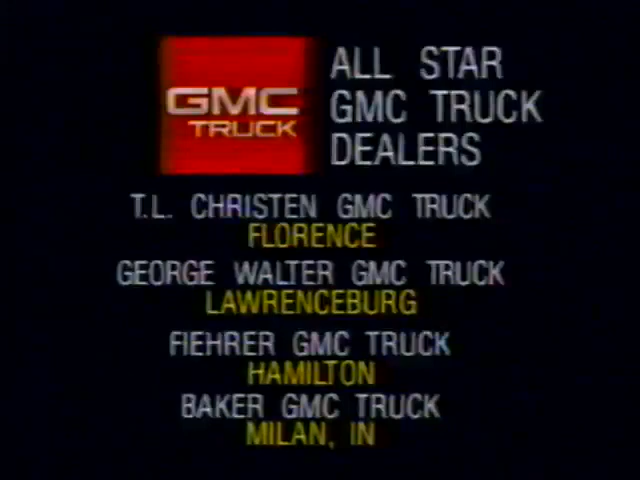 GMC
TRUCK
ALL STAR
GMC TRUCK
DEALERS
T.L. CHRISTEN GMC TRUCK
FLORENCE
GEORGE WALTER GMC TRUCK
LAWRENCEBURG
FIEHRER GMC TRUCK
HAMILTON
BAKER GMC TRUCK
MILAN, IN